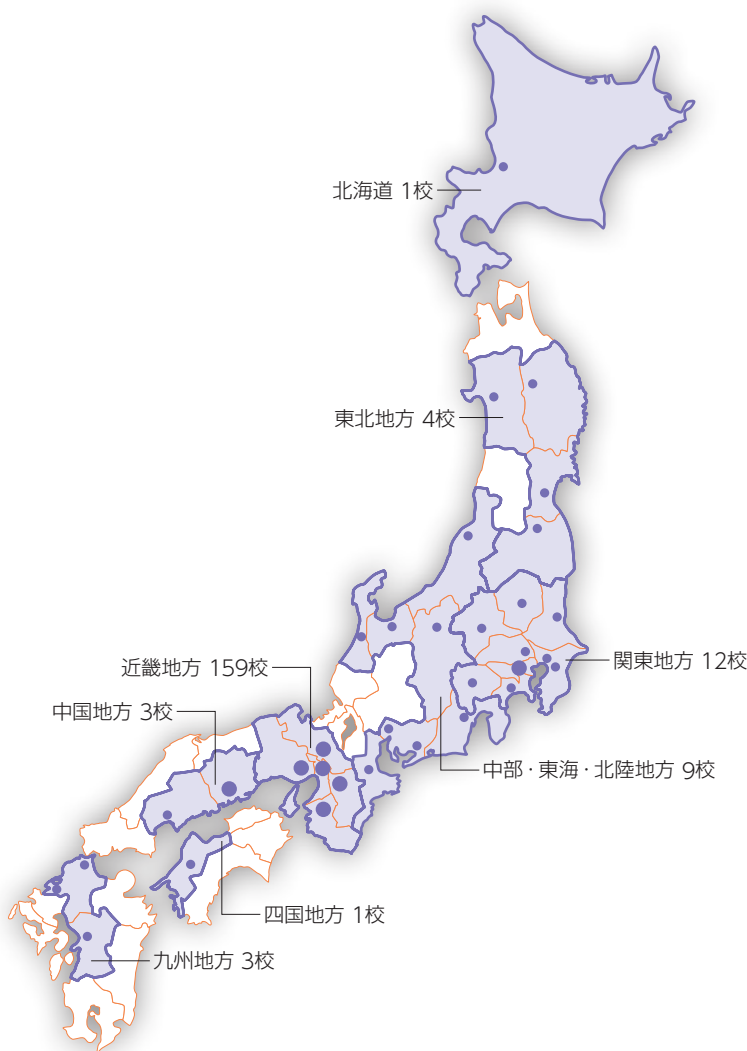 北海道 1校
東北地方 4校
近畿地方 159校
関東地方 12校
中国地方 3校
中部・東海・北陸地方 9校
四国地方 1校
九州地方 3校